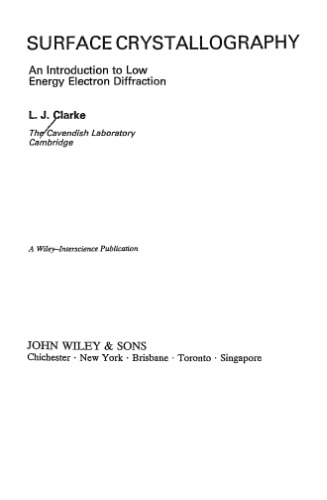 SURFACE CRYSTALLOGRAPHY
An Introduction to Low
Energy Electron Diffraction
L. J. Clarke
The Cavendish Laboratory
Cambridge
A Wiley–Interscience Publication
JOHN WILEY & SONS
Chichester · New York · Brisbane · Toronto · Singapore